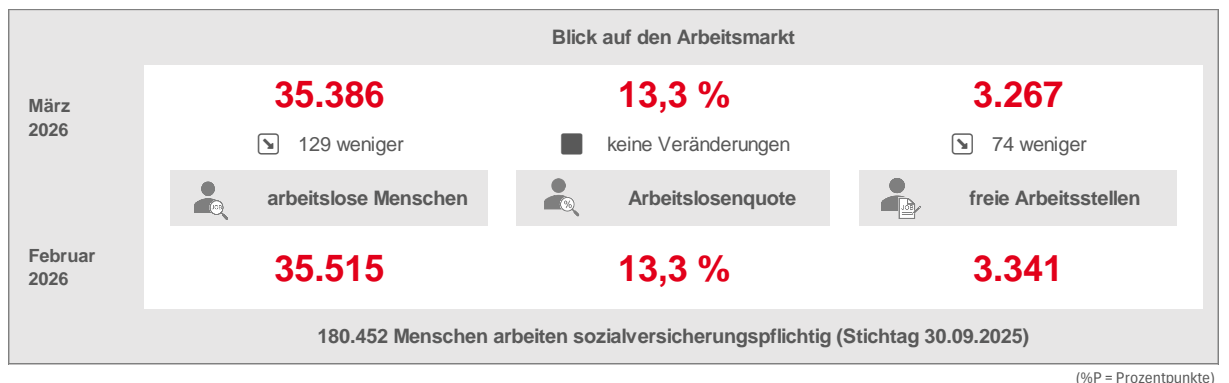 Blick auf den Arbeitsmarkt
März
2026
35.386
13,3 %
3.267
129 weniger
keine Veränderungen
74 weniger
JOB
%
JOB
arbeitslose Menschen
Arbeitslosenquote
freie Arbeitsstellen
Februar
2026
35.515
13,3 %
3.341
180.452 Menschen arbeiten sozialversicherungspflichtig (Stichtag 30.09.2025)
(%P = Prozentpunkte)